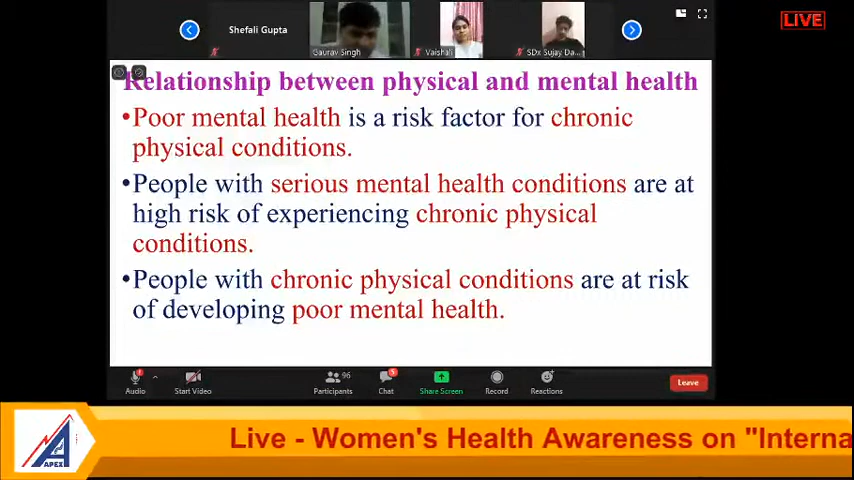 LIVE
Shefali Gupta
Gaurav Singh
Vaishali
SDx Sujay Da...
Relationship between physical and mental health
•Poor mental health is a risk factor for chronic
physical conditions.
•People with serious mental health conditions are at
high risk of experiencing chronic physical
conditions.
•People with chronic physical conditions are at risk
of developing poor mental health.
Audio
Start Video
Participants
96
Chat
5
Share Screen
Record
Reactions
Leave
APEX
Live - Women's Health Awareness on "Interna